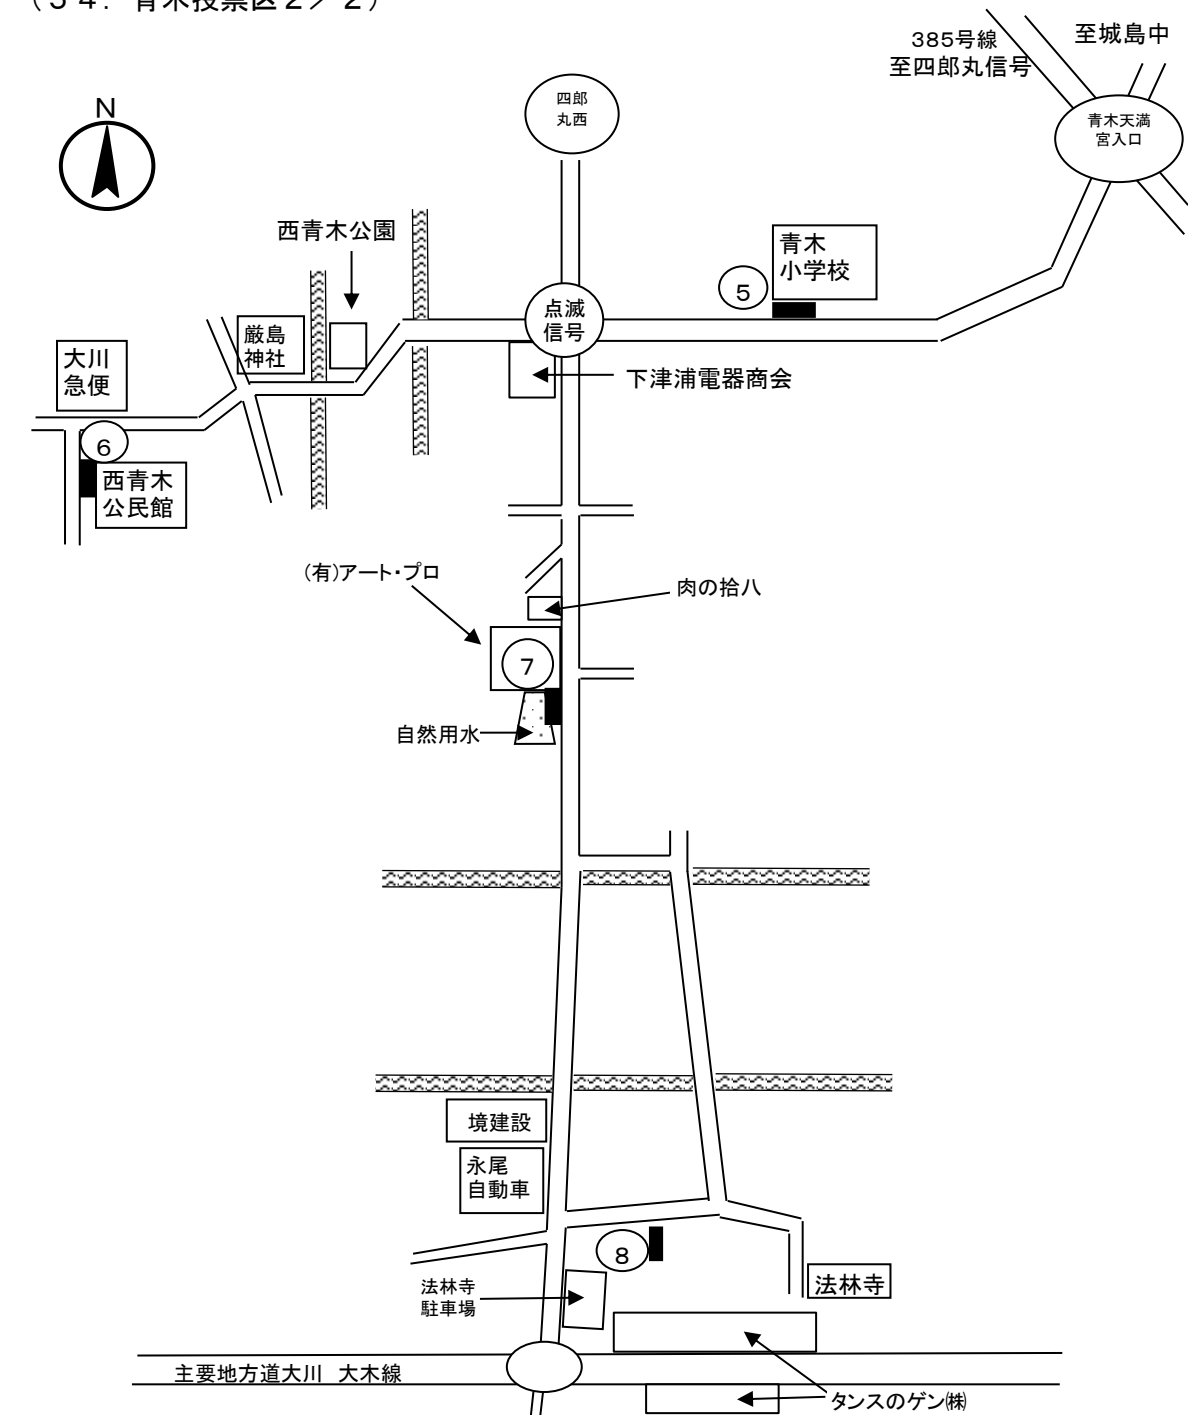 (34. 青木投票区2/2)
385号線
至四郎丸信号
至城島中
N
四郎
丸西
青木天満
宮入口
西青木公園
青木
小学校
5
点滅
信号
厳島
神社
大川
急便
下津浦電器商会
6
西青木
公民館
(有)アート・プロ
肉の拾八
7
自然用水
境建設
永尾
自動車
8
法林寺
駐車場
法林寺
主要地方道大川 大木線
タンスのゲン㈱